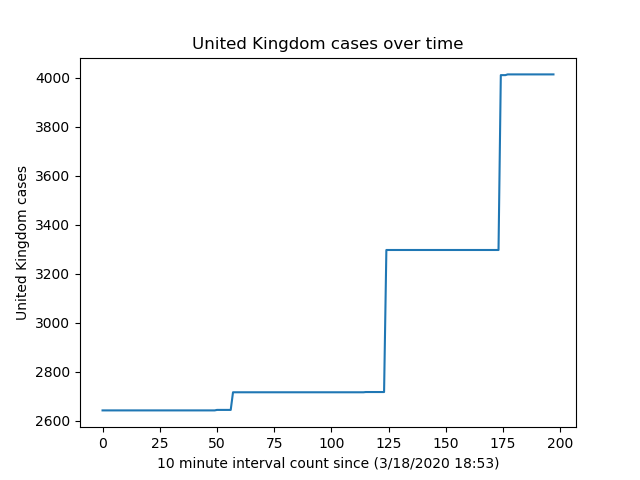 United Kingdom cases over time
4000
3800
3600
3400
3200
3000
2800
2600
United Kingdom cases
0 25 50 75 100 125 150 175 200
10 minute interval count since (3/18/2020 18:53)